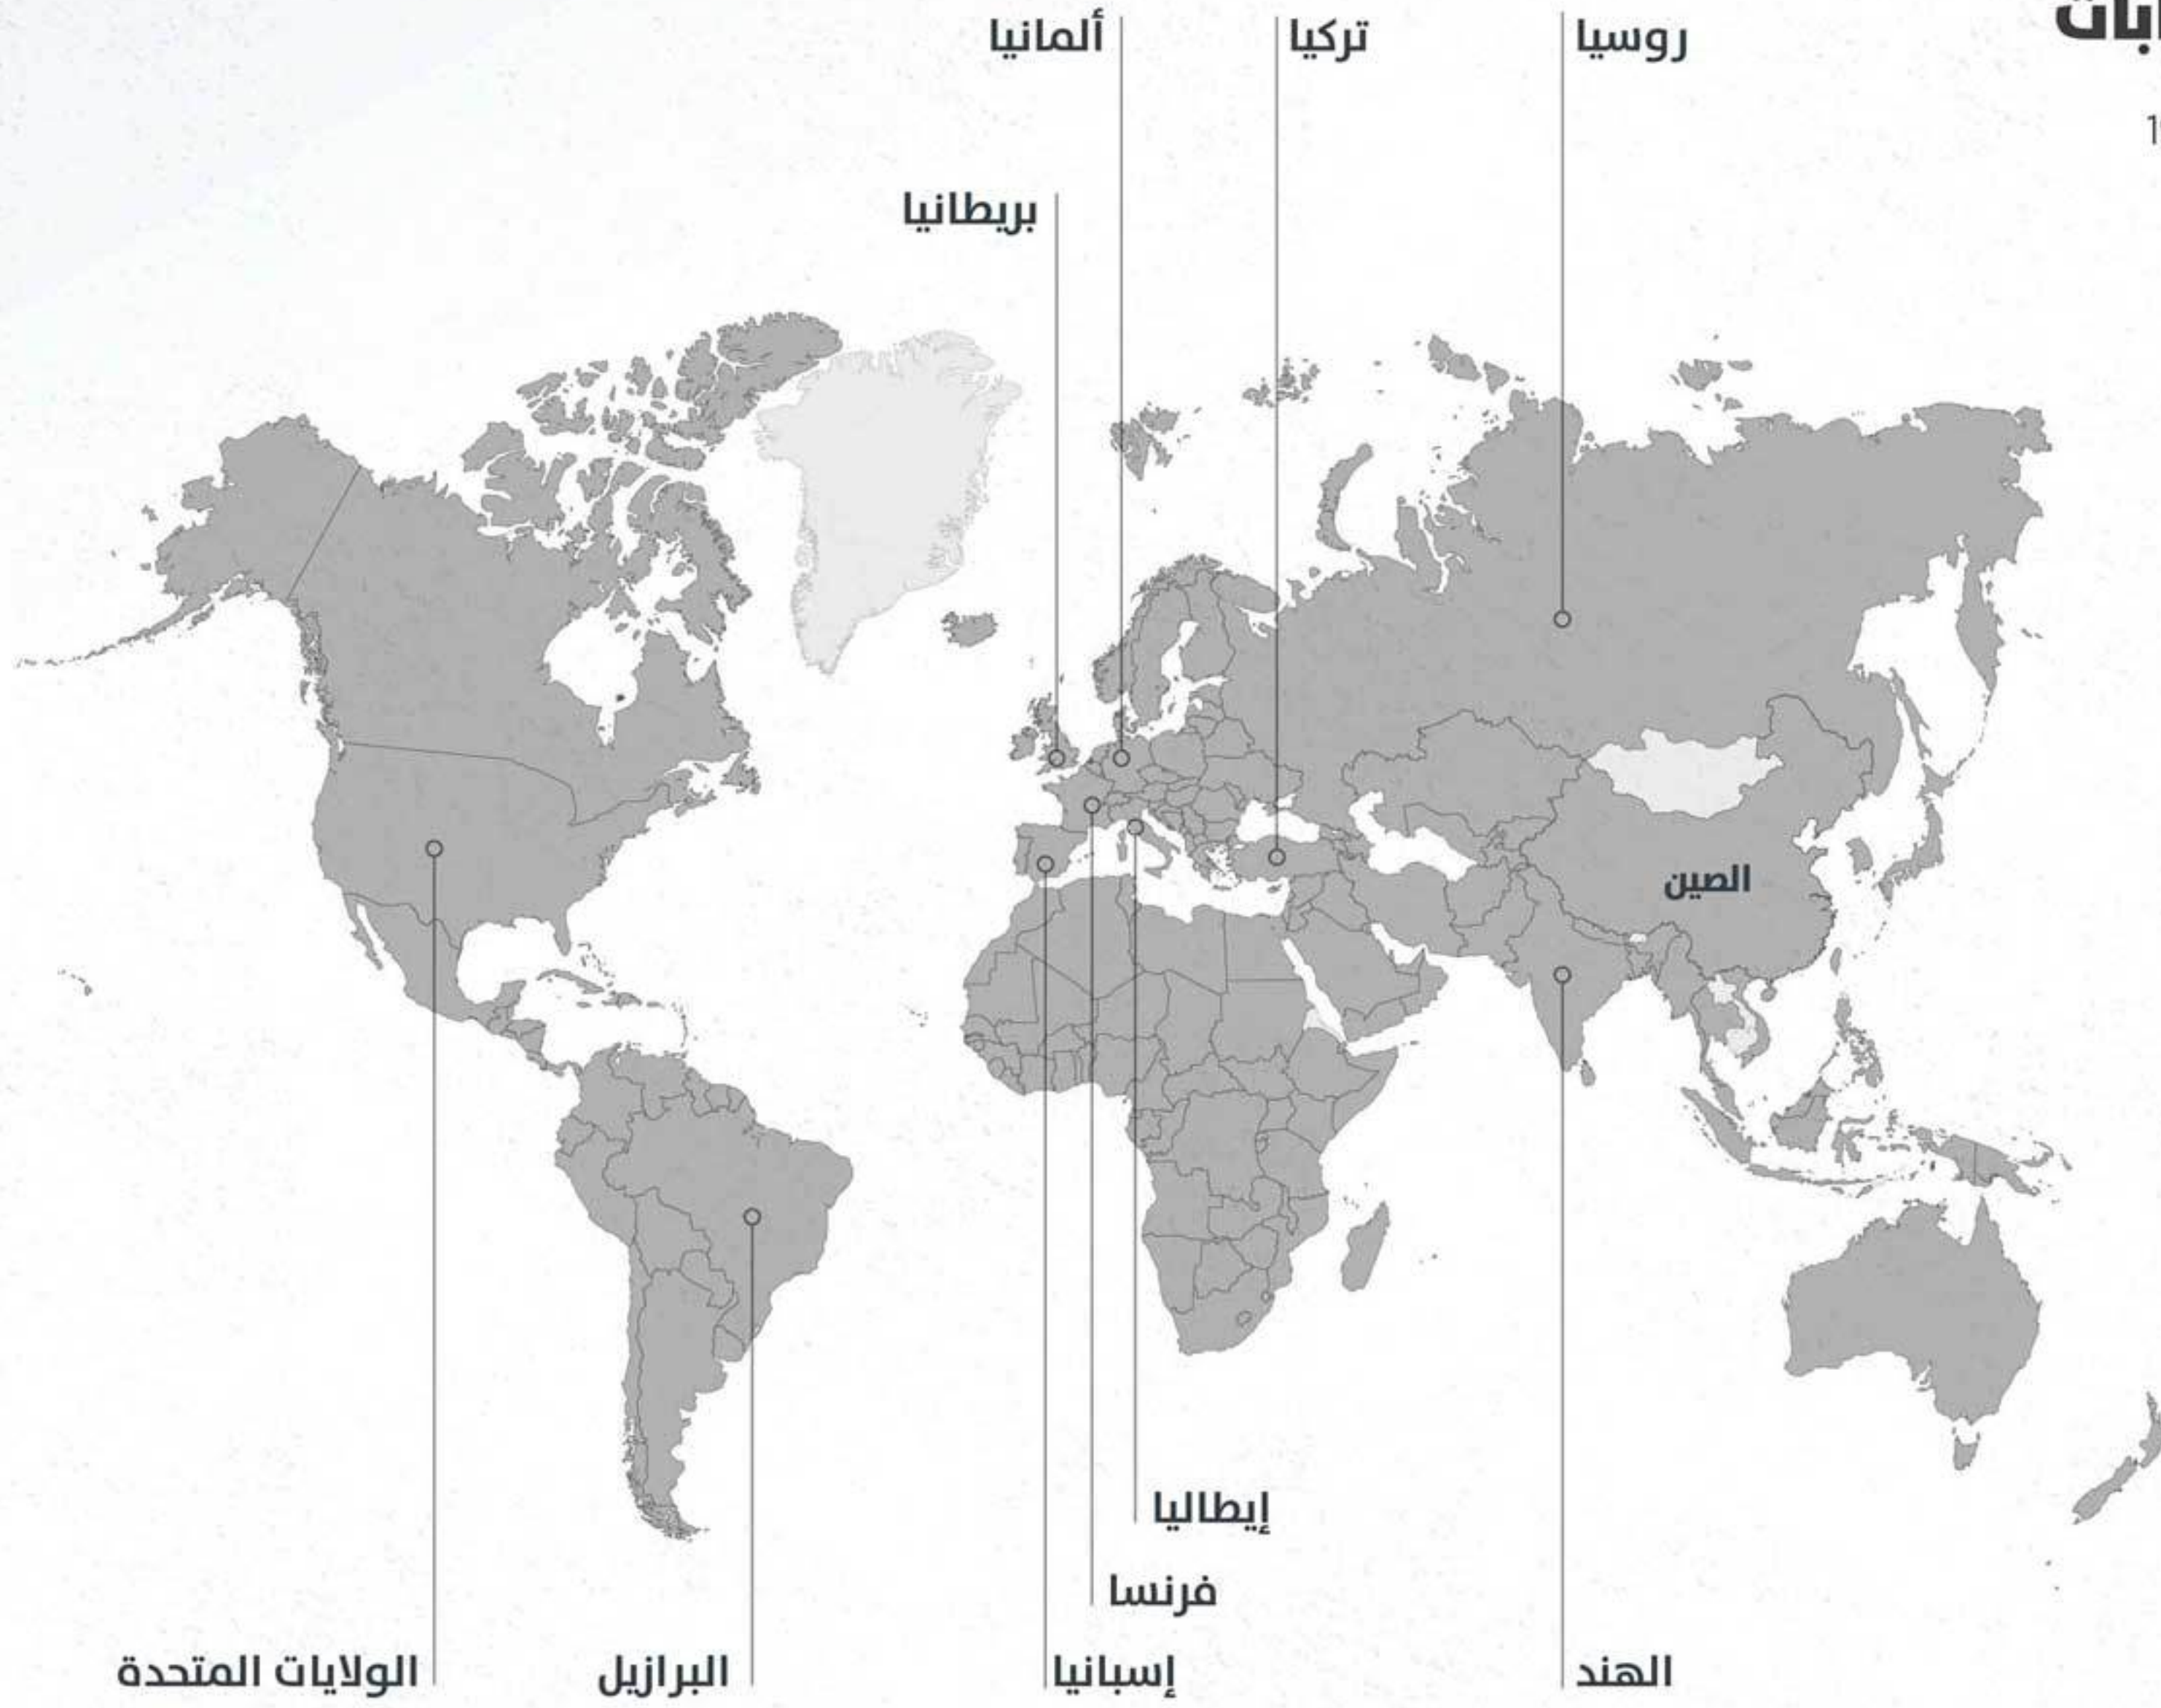 روسيا
تركيا
ألمانيا
بريطانيا
الصين
إيطاليا
فرنسا
الهند
إسبانيا
البرازيل
الولايات المتحدة